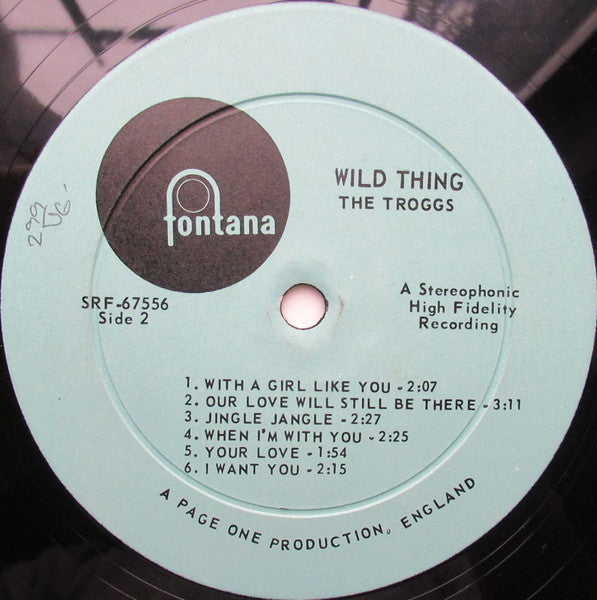 fontana
WILD THING
THE TROGGS
SRF-67556
Side 2
A Stereophonic
High Fidelity
Recording
1. WITH A GIRL LIKE YOU - 2:07
2. OUR LOVE WILL STILL BE THERE - 3:11
3. JINGLE JANGLE - 2:27
4. WHEN I'M WITH YOU - 2:25
5. YOUR LOVE - 1:54
6. I WANT YOU - 2:15
A PAGE ONE PRODUCTION, ENGLAND